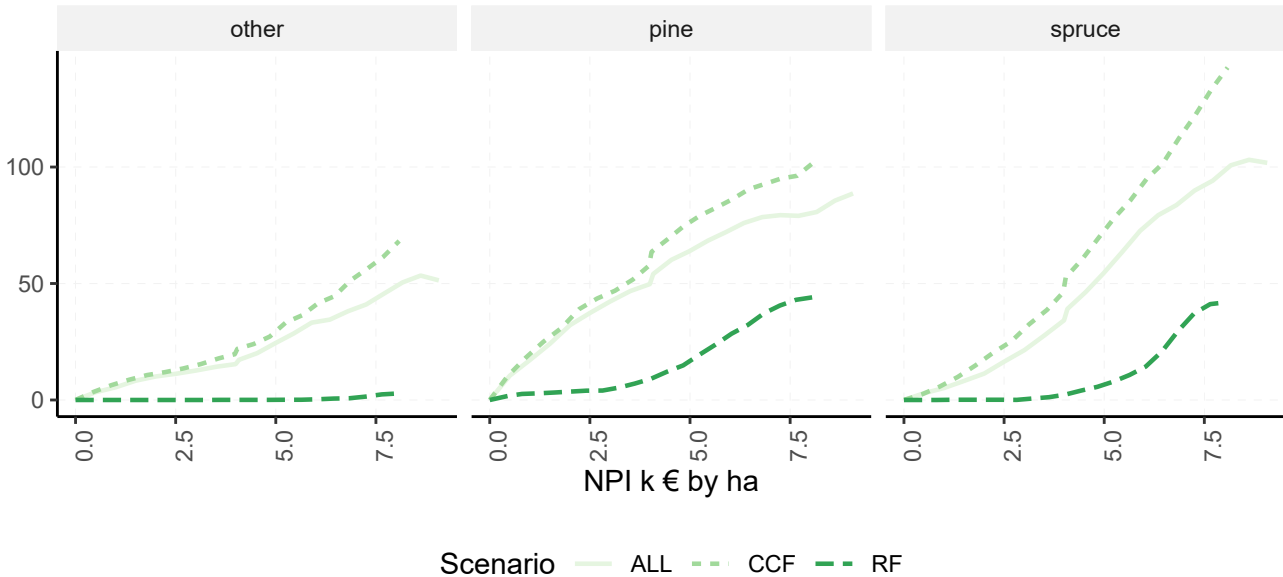 other pine spruce
100
50
0
0.0 2.5 5.0 7.5 0.0 2.5 5.0 7.5 0.0 2.5 5.0 7.5
NPI k € by ha
Scenario ALL CCF RF